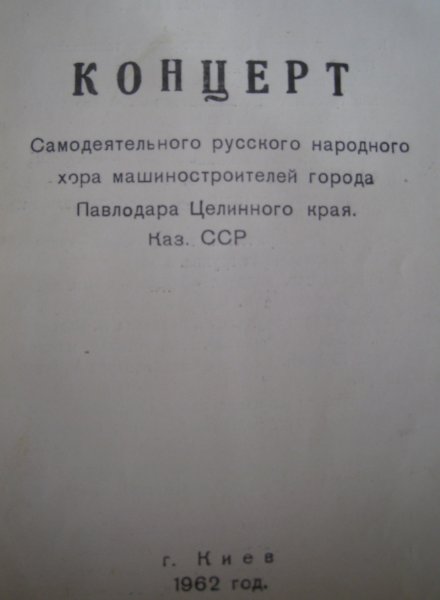 КОНЦЕРТ
Самодеятельного русского народного
хора машиностроителей города
Павлодара Целинного края.
Каз. ССР
г. Киев
1962 год.